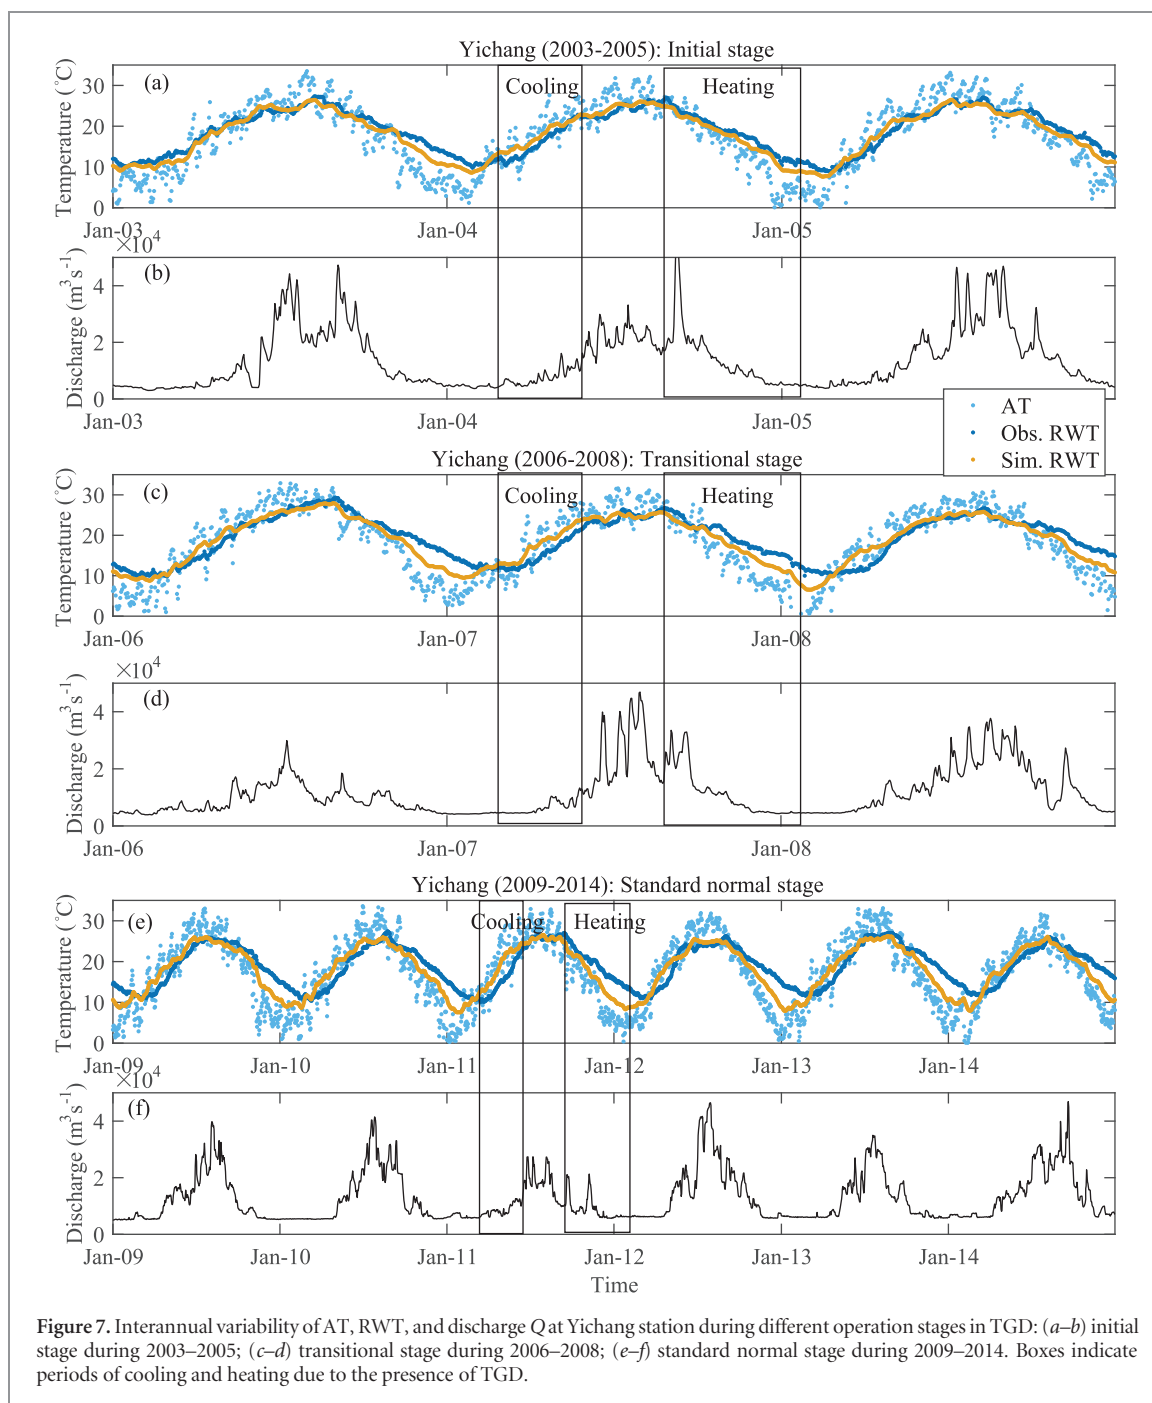 Yichang (2003-2005): Initial stage
(a)
Cooling
Heating
Temperature (°C)
30
20
10
0
Jan-03
Jan-04
Jan-05
×10⁴
(b)
Discharge (m³s⁻¹)
4
2
0
Jan-03
Jan-04
Jan-05
AT
Obs. RWT
Sim. RWT
Yichang (2006-2008): Transitional stage
(c)
Cooling
Heating
Temperature (°C)
30
20
10
0
Jan-06
Jan-07
Jan-08
×10⁴
(d)
Discharge (m³s⁻¹)
4
2
0
Jan-06
Jan-07
Jan-08
Yichang (2009-2014): Standard normal stage
(e)
Cooling
Heating
Temperature (°C)
30
20
10
0
Jan-09
Jan-10
Jan-11
Jan-12
Jan-13
Jan-14
×10⁴
(f)
Discharge (m³s⁻¹)
4
2
0
Jan-09
Jan-10
Jan-11
Jan-12
Jan-13
Jan-14
Time
Figure 7. Interannual variability of AT, RWT, and discharge Q at Yichang station during different operation stages in TGD: (a–b) initial
stage during 2003–2005; (c–d) transitional stage during 2006–2008; (e–f) standard normal stage during 2009–2014. Boxes indicate
periods of cooling and heating due to the presence of TGD.